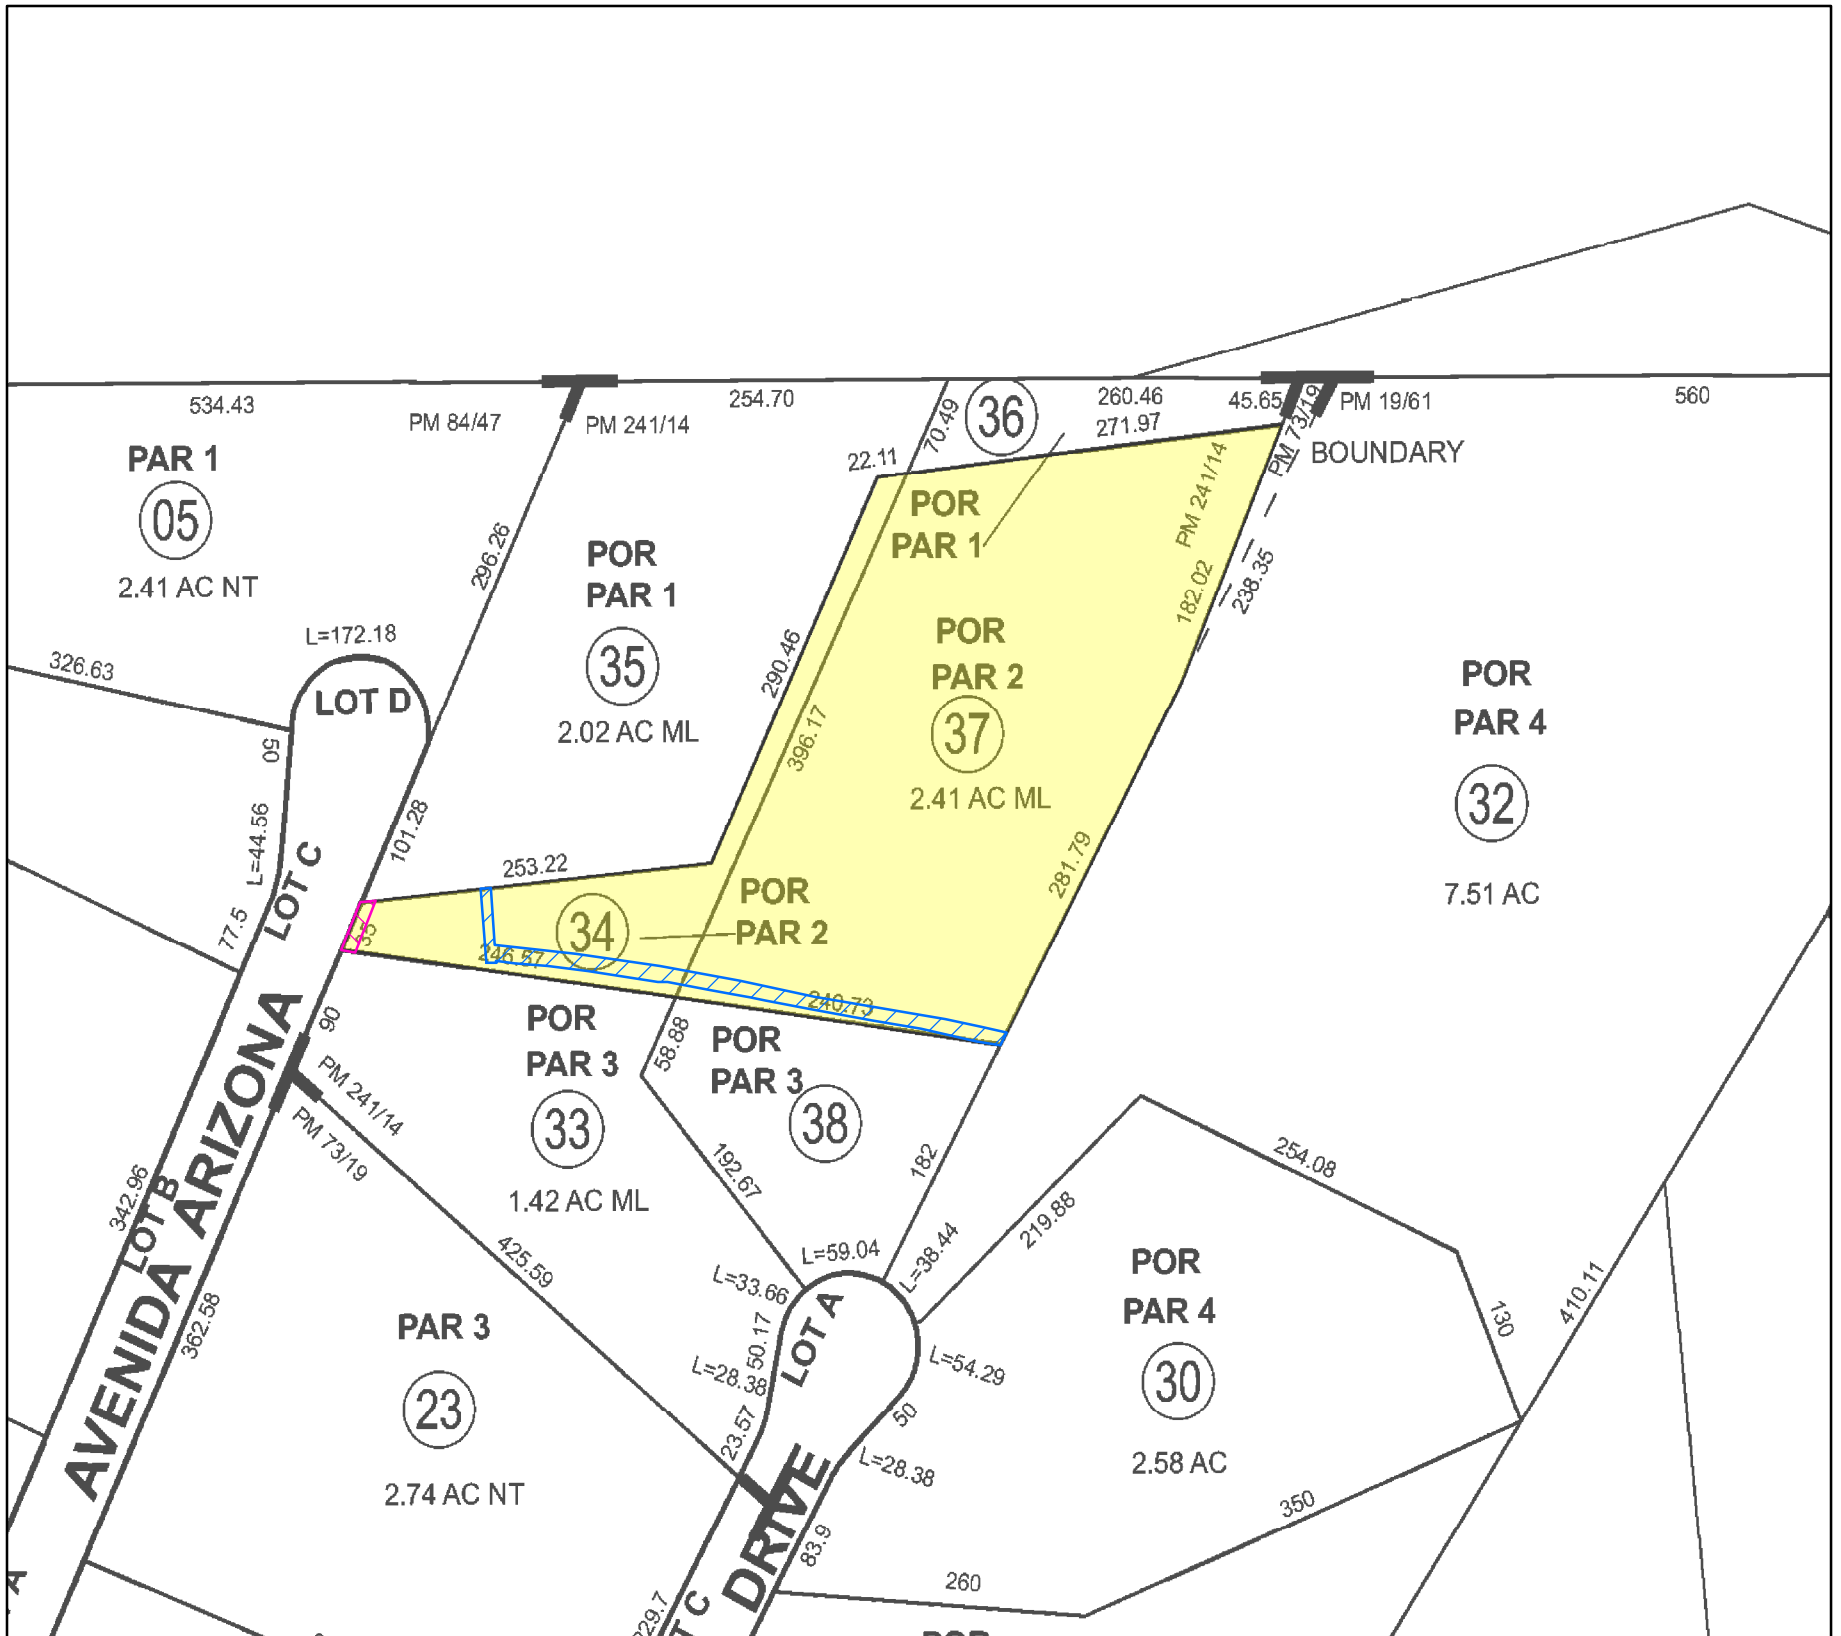 534.43
PM 84/47
PM 241/14
254.70
70.49
36
260.46
271.97
45.65
PM 73/19
PM 19/61
560
BOUNDARY
PAR 1
05
2.41 AC NT
296.26
22.11
POR
PAR 1
PM 241/14
182.02
238.35
POR
PAR 1
35
2.02 AC ML
290.46
396.17
POR
PAR 2
37
2.41 AC ML
POR
PAR 4
32
7.51 AC
L=172.18
LOT D
326.63
50
L=44.56
LOT C
77.5
101.28
253.22
34
POR
PAR 2
281.79
55
246.57
240.73
90
PM 241/14
PM 73/19
POR
PAR 3
33
1.42 AC ML
58.88
POR
PAR 3
38
192.67
182
342.96
LOT B
AVENIDA ARIZONA
362.58
425.59
PAR 3
23
2.74 AC NT
L=59.04
L=33.66
L=38.44
50.17
LOT A
L=28.38
23.57
L=54.29
50
L=28.38
219.88
254.08
130
410.11
POR
PAR 4
30
2.58 AC
350
260
83.9
DRIVE
229.7
T C
A
POR